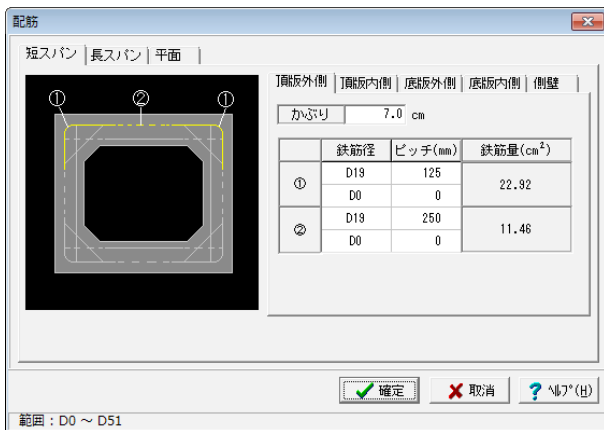 配筋
短スパン 長スパン 平面
頂版外側 頂版内側 底版外側 底版内側 側壁
① ② ①
かぶり 7.0 cm
鉄筋径 ピッチ(mm) 鉄筋量(cm²)
① D19 125 22.92
D0 0
② D19 250 11.46
D0 0
確定 取消 ﾍﾙﾌﾟ(H)
範囲：D0 ～ D51